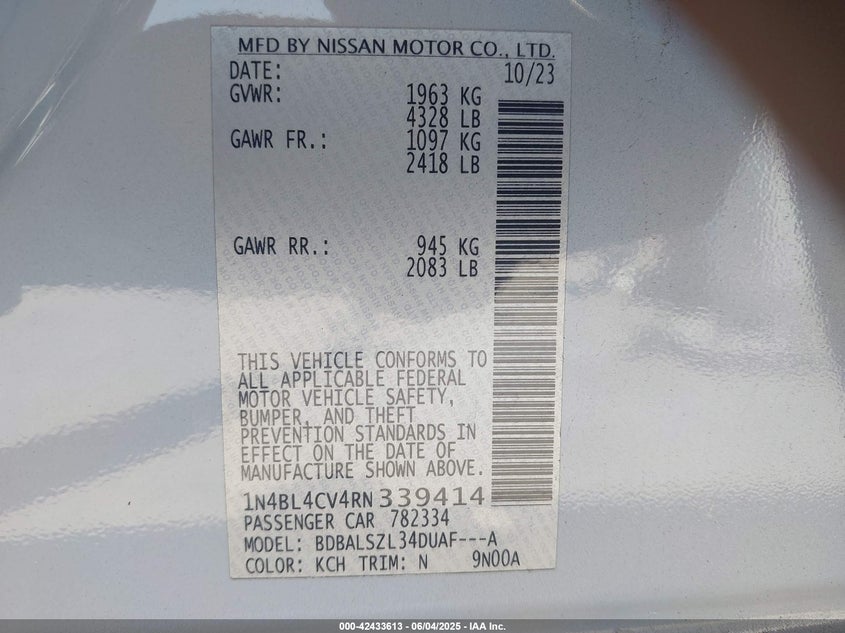 MFD BY NISSAN MOTOR CO., LTD.
DATE: 10/23
GVWR: 1963 KG
4328 LB
GAWR FR.: 1097 KG
2418 LB
GAWR RR.: 945 KG
2083 LB
THIS VEHICLE CONFORMS TO
ALL APPLICABLE FEDERAL
MOTOR VEHICLE SAFETY,
BUMPER, AND THEFT
PREVENTION STANDARDS IN
EFFECT ON THE DATE OF
MANUFACTURE SHOWN ABOVE.
1N4BL4CV4RN339414
PASSENGER CAR 782334
MODEL: BDBALSZL34DUAF---A
COLOR: KCH TRIM: N 9N00A
000-42433613 - 06/04/2025 - IAA Inc.